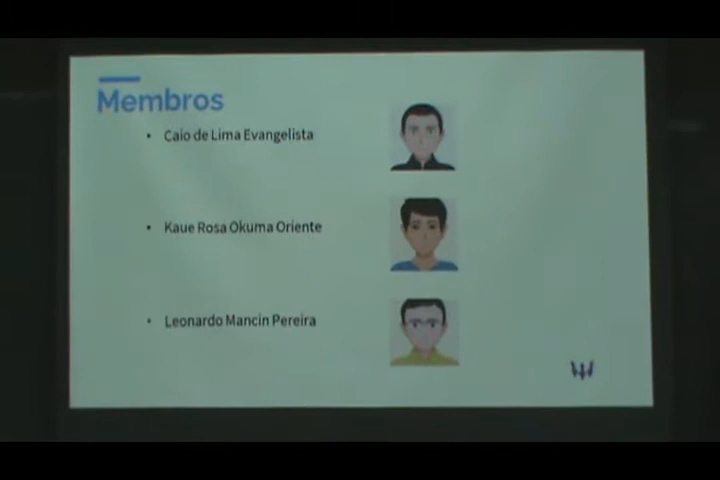 Membros
• Caio de Lima Evangelista
• Kaue Rosa Okuma Oriente
• Leonardo Mancin Pereira